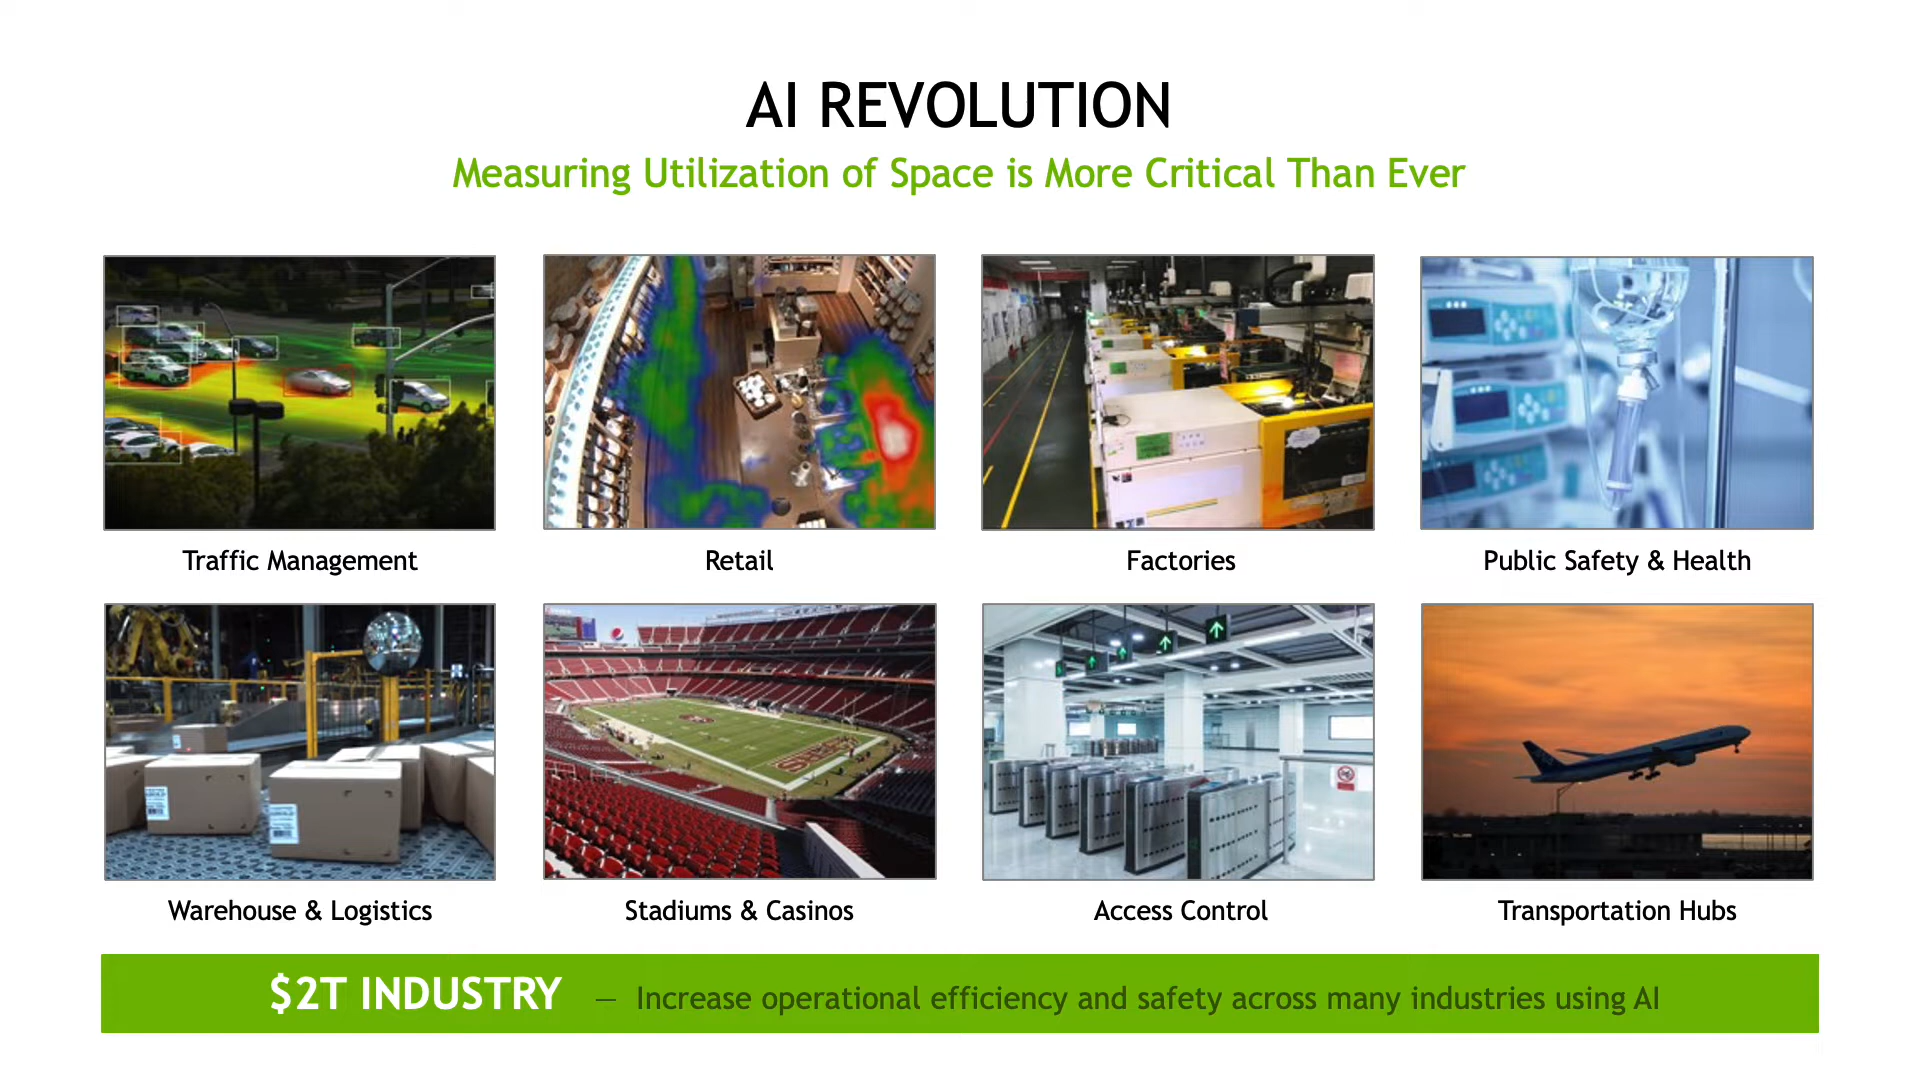 AI REVOLUTION
Measuring Utilization of Space is More Critical Than Ever
Traffic Management
Retail
Factories
Public Safety & Health
Warehouse & Logistics
Stadiums & Casinos
Access Control
Transportation Hubs
$2T INDUSTRY — Increase operational efficiency and safety across many industries using AI